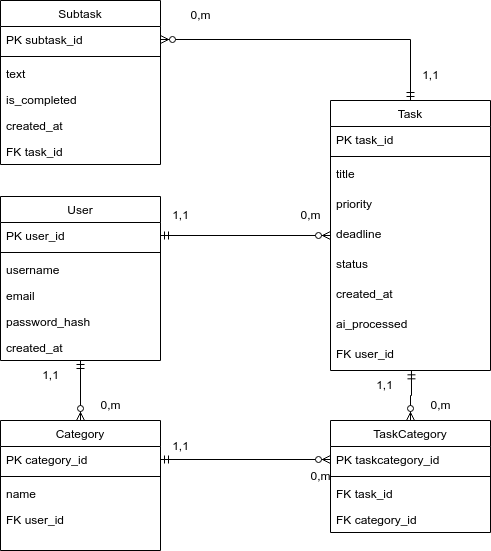 Subtask
PK subtask_id
text
is_completed
created_at
FK task_id
0,m
1,1
Task
PK task_id
title
priority
deadline
status
created_at
ai_processed
FK user_id
User
PK user_id
username
email
password_hash
created_at
1,1
0,m
1,1
0,m
1,1
0,m
Category
PK category_id
name
FK user_id
1,1
0,m
TaskCategory
PK taskcategory_id
FK task_id
FK category_id